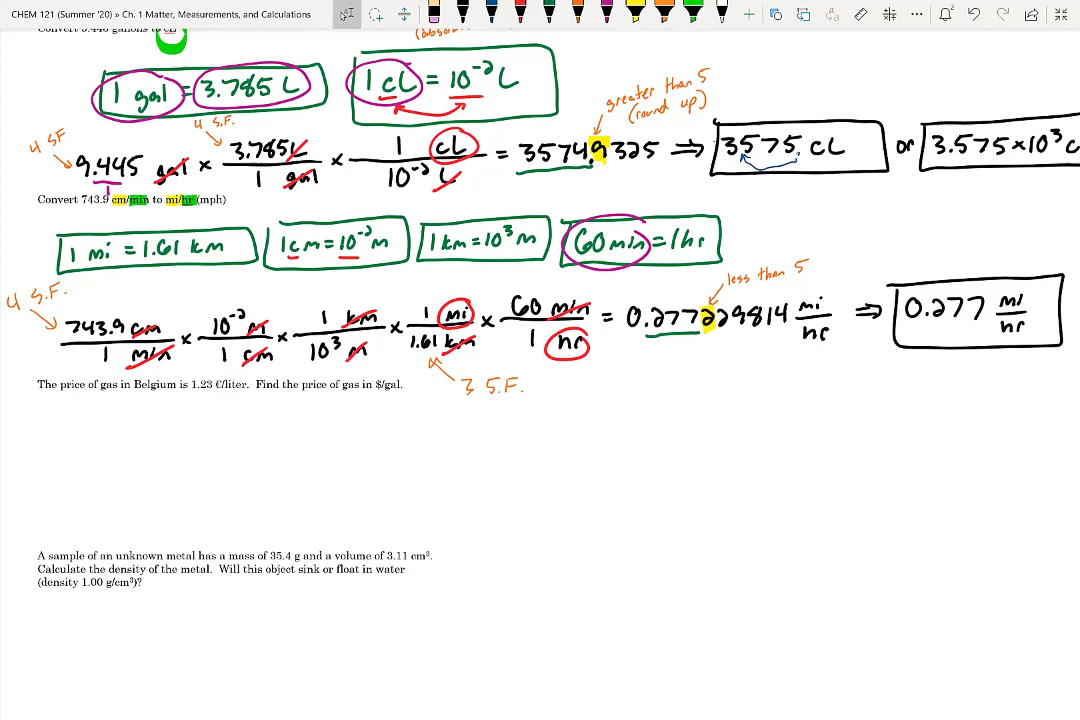 CHEM 121 (Summer '20) » Ch. 1 Matter, Measurements, and Calculations
Convert 9.445 gallons to cL
1 gal = 3.785 L
1 cL = 10⁻² L
greater than 5
(round up)
4 SF
4 S.F.
9.445 gal × 3.785 L / 1 gal × 1 cL / 10⁻² L = 3574.9325 ⇒ 3575. cL or 3.575×10³ c
Convert 743.9 cm/min to mi/hr (mph)
1 mi = 1.61 km
1cm = 10⁻² m
1 km = 10³ m
60 min = 1 hr
less than 5
4 S.F.
743.9 cm / 1 min × 10⁻² m / 1 cm × 1 km / 10³ m × 1 mi / 1.61 km × 60 min / 1 hr = 0.277229814 mi/hr ⇒ 0.277 mi/hr
3 S.F.
The price of gas in Belgium is 1.23 €/liter. Find the price of gas in $/gal.
A sample of an unknown metal has a mass of 35.4 g and a volume of 3.11 cm³.
Calculate the density of the metal. Will this object sink or float in water
(density 1.00 g/cm³)?